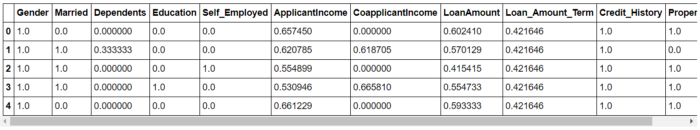 Gender Married Dependents Education Self_Employed ApplicantIncome CoapplicantIncome LoanAmount Loan_Amount_Term Credit_History Proper
0 1.0 0.0 0.000000 0.0 0.0 0.657450 0.000000 0.602410 0.421646 1.0 1.0
1 1.0 1.0 0.333333 0.0 0.0 0.620785 0.618705 0.570129 0.421646 1.0 0.0
2 1.0 1.0 0.000000 0.0 1.0 0.554899 0.000000 0.415415 0.421646 1.0 1.0
3 1.0 1.0 0.000000 1.0 0.0 0.530946 0.665810 0.554733 0.421646 1.0 1.0
4 1.0 0.0 0.000000 0.0 0.0 0.661229 0.000000 0.593333 0.421646 1.0 1.0